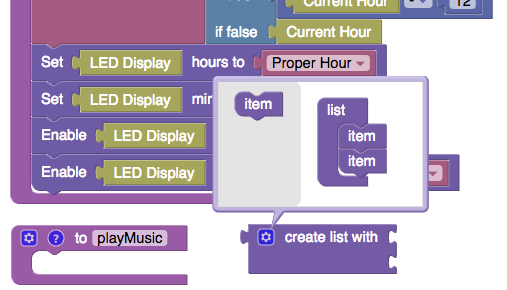 Current Hour 12
if false Current Hour
Set LED Display hours to Proper Hour
Set LED Display
Enable LED Display
Enable LED Display
item
list
item
item
? to playMusic
create list with